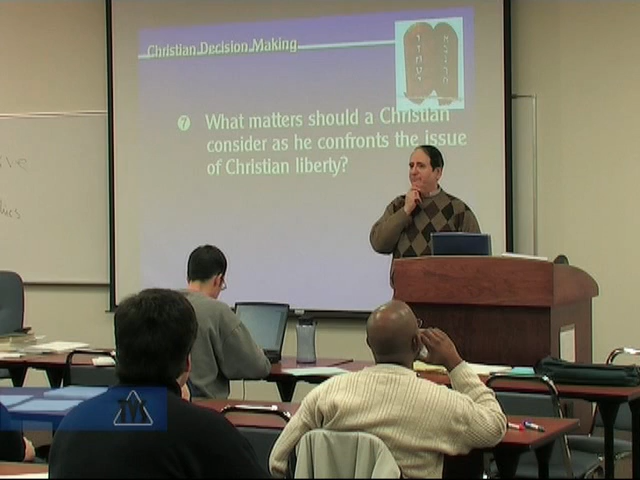 Christian Decision Making
7
What matters should a Christian
consider as he confronts the issue
of Christian liberty?